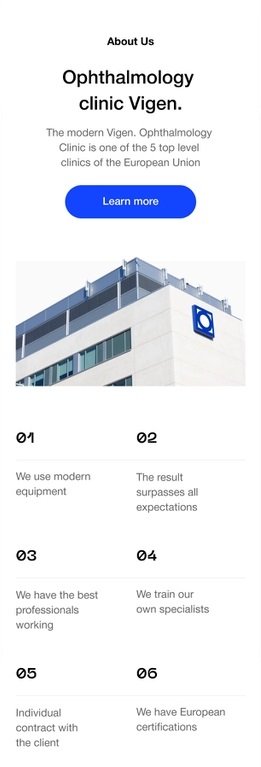 About Us
Ophthalmology
clinic Vigen.
The modern Vigen. Ophthalmology
Clinic is one of the 5 top level
clinics of the European Union
Learn more
01
02
We use modern
equipment
The result
surpasses all
expectations
03
04
We have the best
professionals
working
We train our
own specialists
05
06
Individual
contract with
the client
We have European
certifications